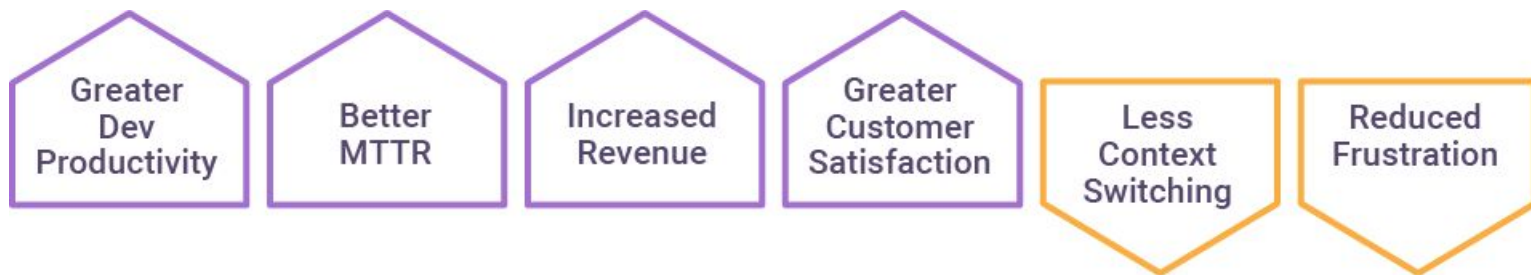 Greater
Dev
Productivity
Better
MTTR
Increased
Revenue
Greater
Customer
Satisfaction
Less
Context
Switching
Reduced
Frustration